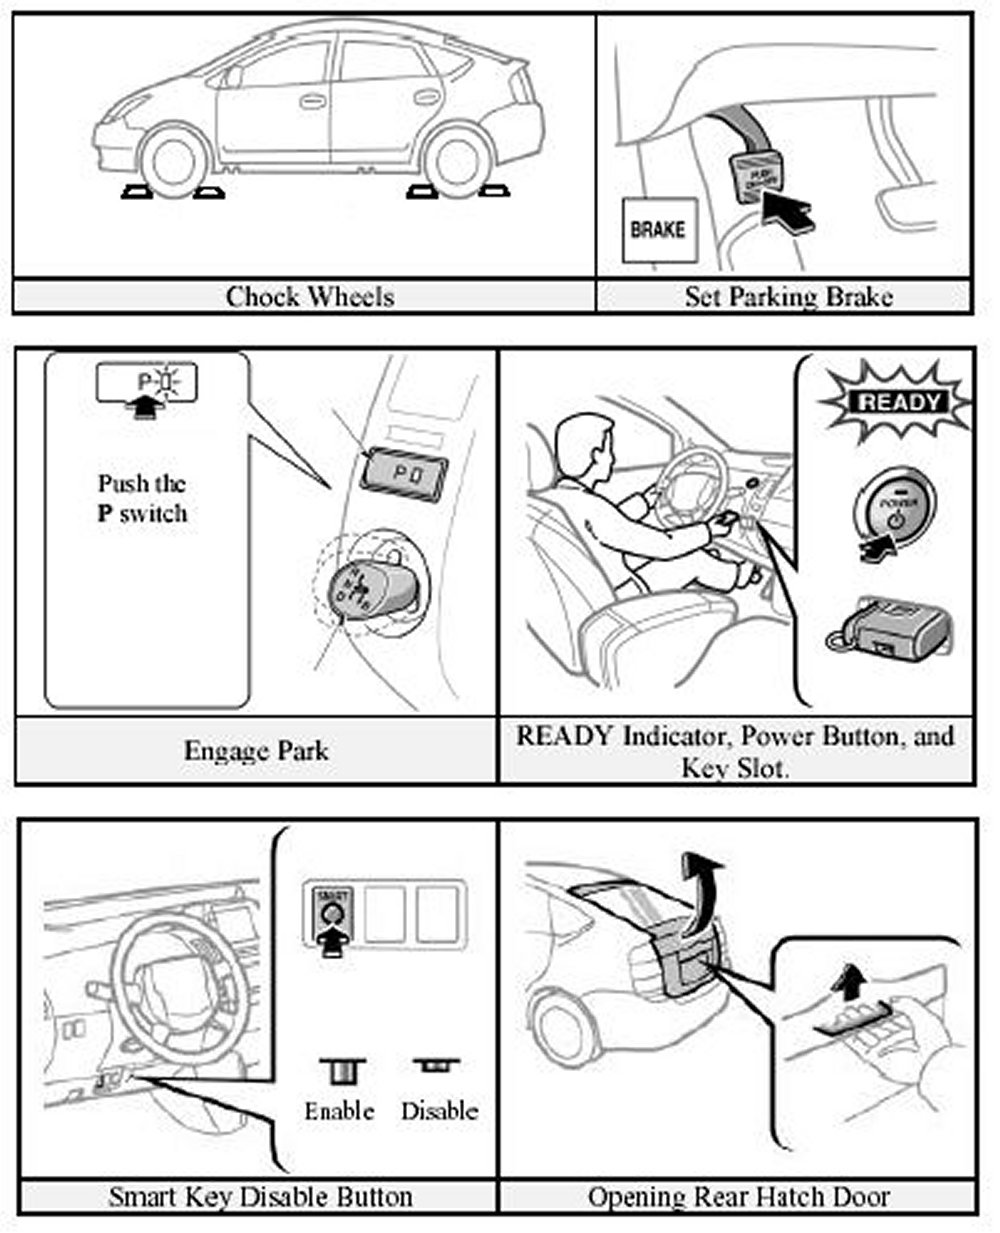 BRAKE
PUSH
Chock Wheels
Set Parking Brake
P
Push the
P switch
P
READY
POWER
Engage Park
READY Indicator, Power Button, and
Key Slot.
SMART
Enable
Disable
Smart Key Disable Button
Opening Rear Hatch Door